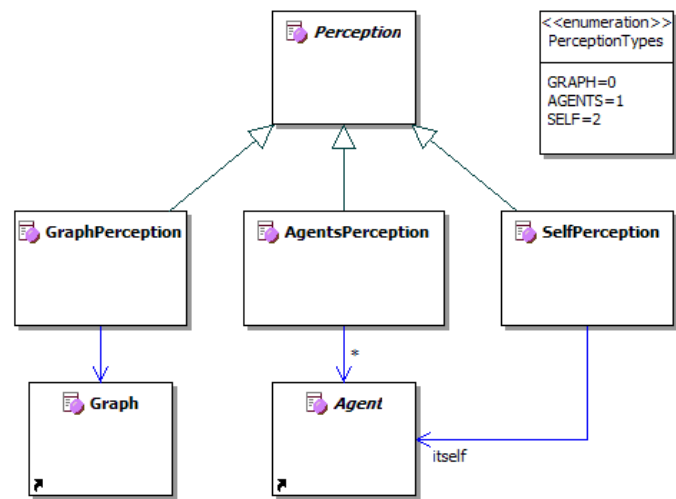 Perception
<<enumeration>>
PerceptionTypes
GRAPH=0
AGENTS=1
SELF=2
GraphPerception
AgentsPerception
SelfPerception
*
Graph
Agent
itself